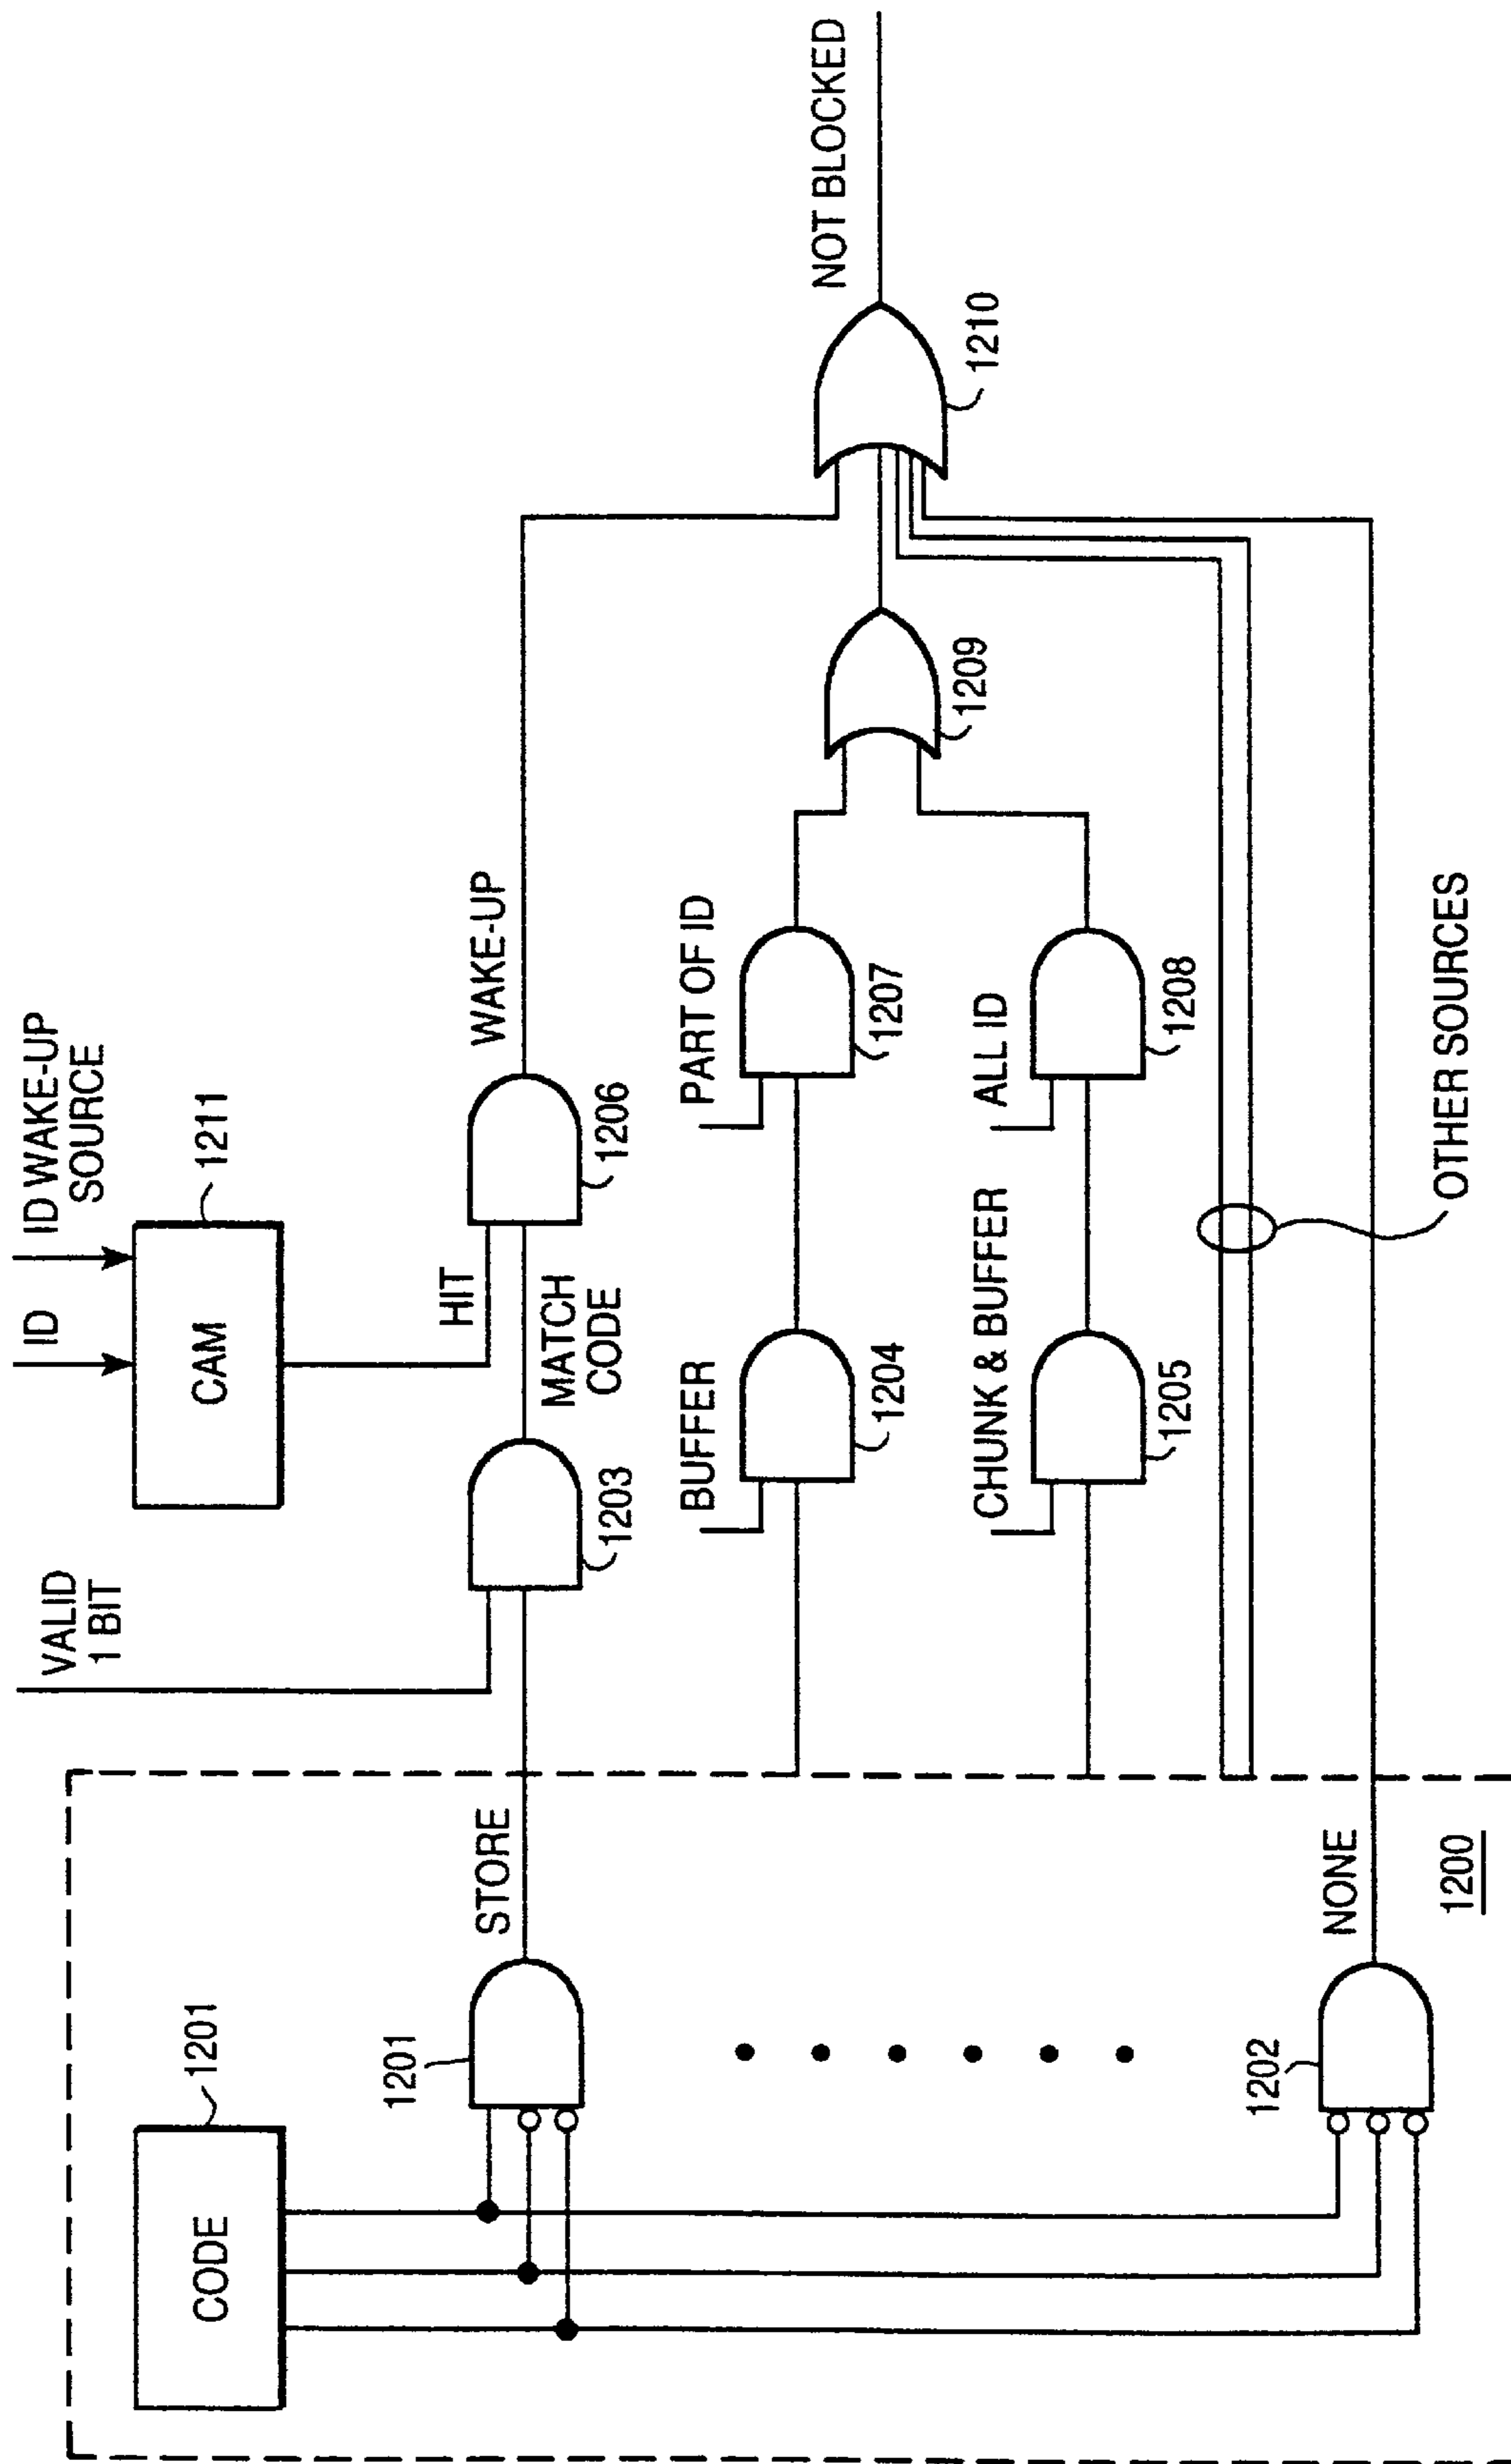 CODE
1201
1201
STORE
1202
NONE
1200
VALID
1 BIT
1203
ID
ID WAKE-UP
SOURCE
CAM
1211
HIT
MATCH
CODE
1206
WAKE-UP
BUFFER
1204
PART OF ID
1207
CHUNK & BUFFER
1205
ALL ID
1208
1209
1210
NOT BLOCKED
OTHER SOURCES